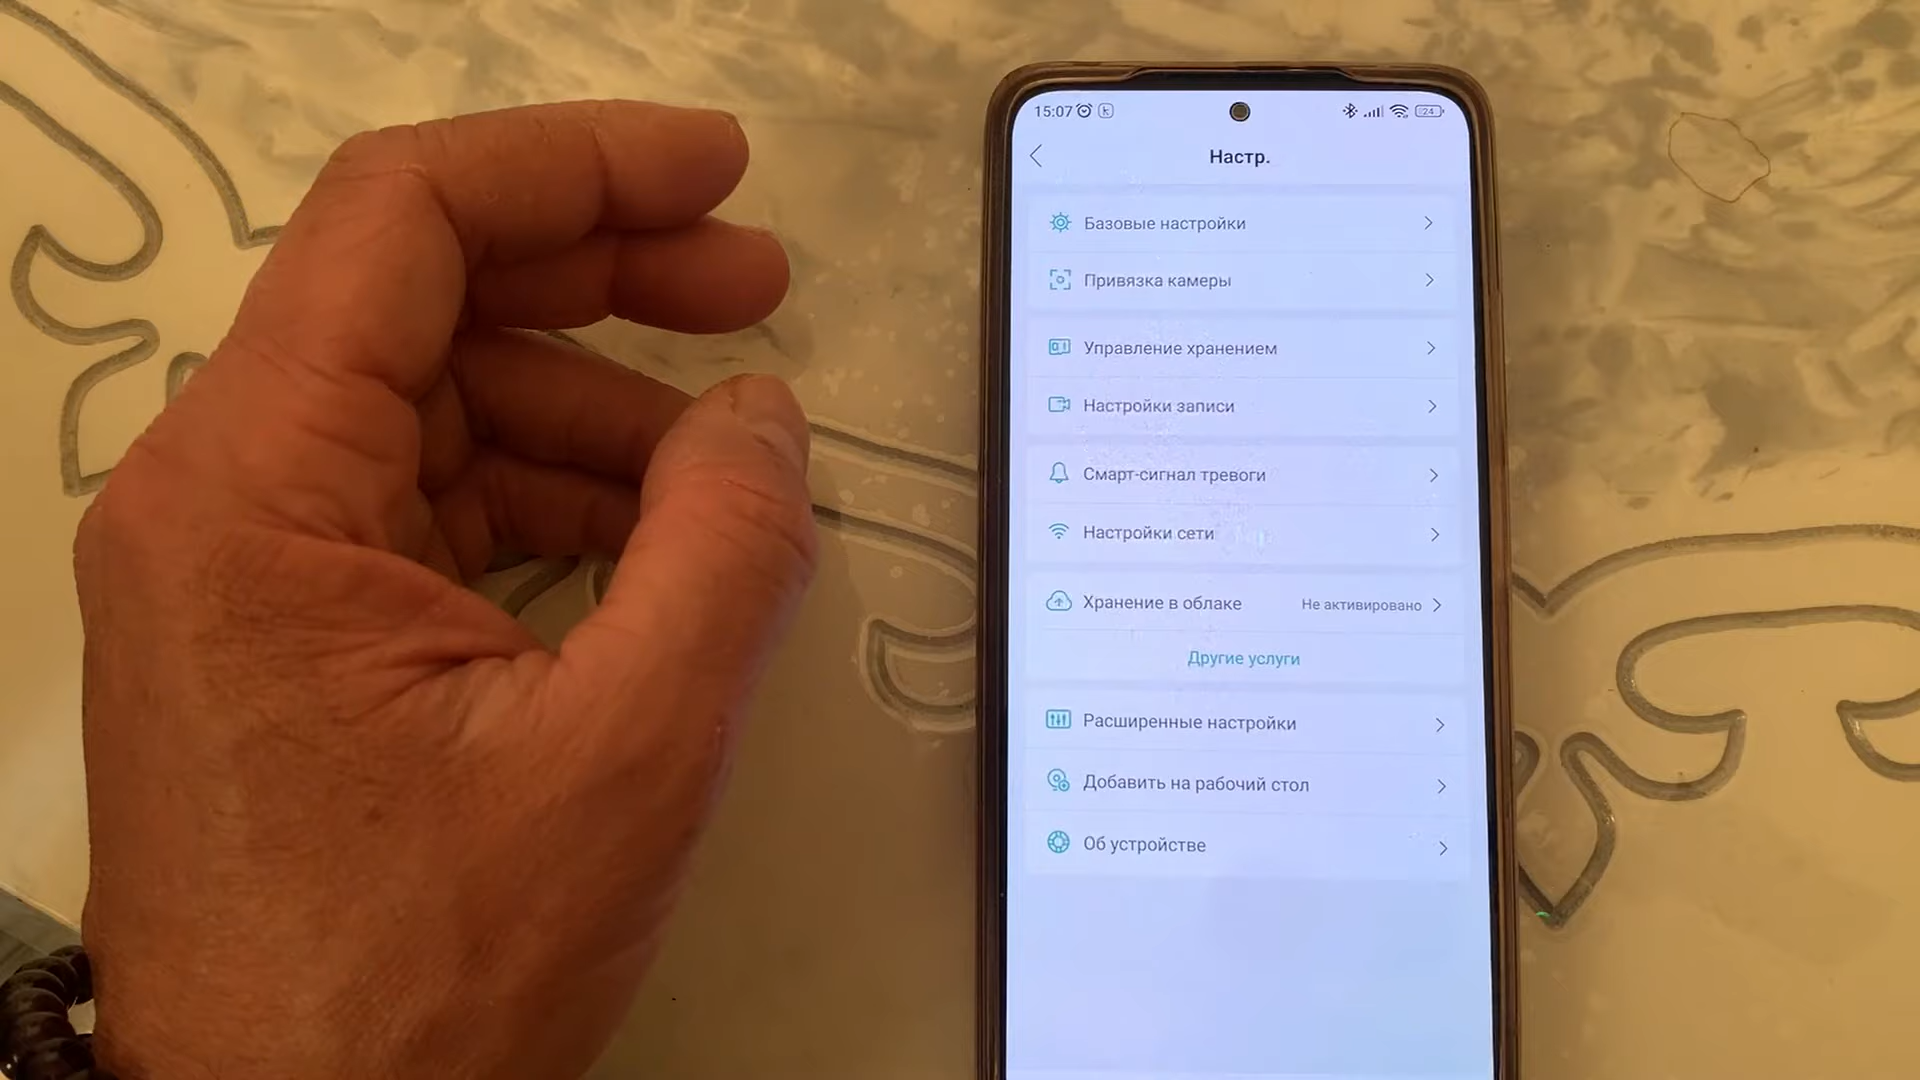 15:07 24
Настр.
Базовые настройки
Привязка камеры
Управление хранением
Настройки записи
Смарт-сигнал тревоги
Настройки сети
Хранение в облаке Не активировано
Другие услуги
Расширенные настройки
Добавить на рабочий стол
Об устройстве